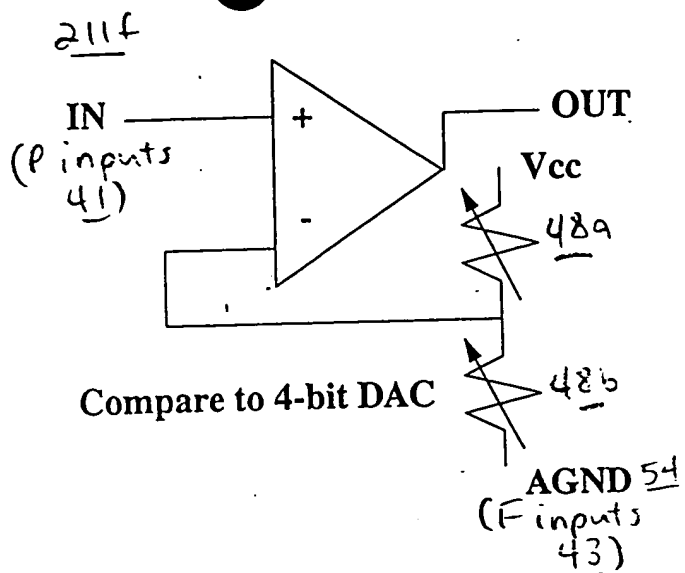 211f
IN
(P inputs
41)
+
-
OUT
Vcc
48a
Compare to 4-bit DAC
48b
AGND 54
(F inputs
43)